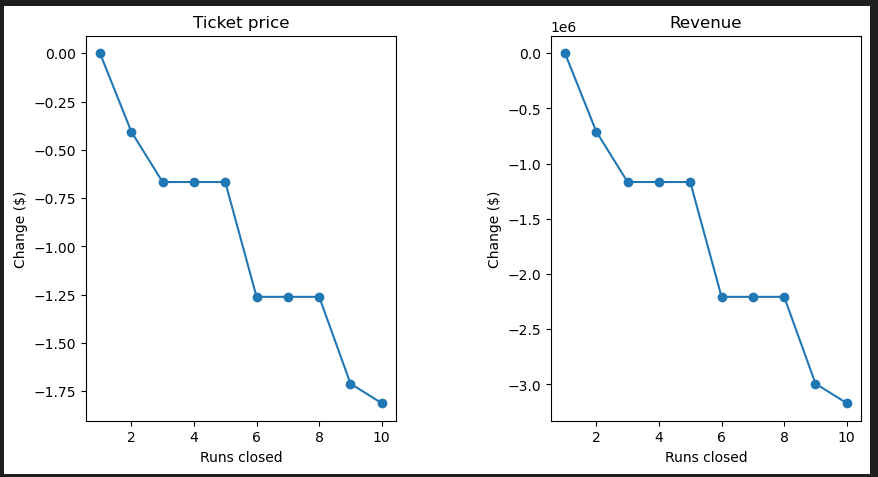 Ticket price
0.00
−0.25
−0.50
−0.75
−1.00
−1.25
−1.50
−1.75
Change ($)
2 4 6 8 10
Runs closed
Revenue
1e6
0.0
−0.5
−1.0
−1.5
−2.0
−2.5
−3.0
Change ($)
2 4 6 8 10
Runs closed